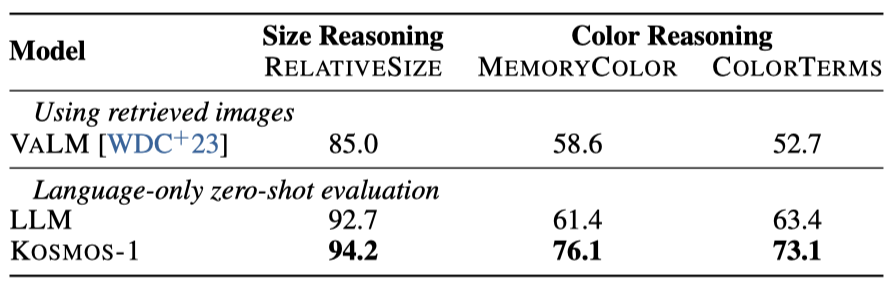 Model Size Reasoning Color Reasoning
RELATIVESIZE MEMORYCOLOR COLORTERMS
Using retrieved images
VALM [WDC+23] 85.0 58.6 52.7
Language-only zero-shot evaluation
LLM 92.7 61.4 63.4
KOSMOS-1 94.2 76.1 73.1